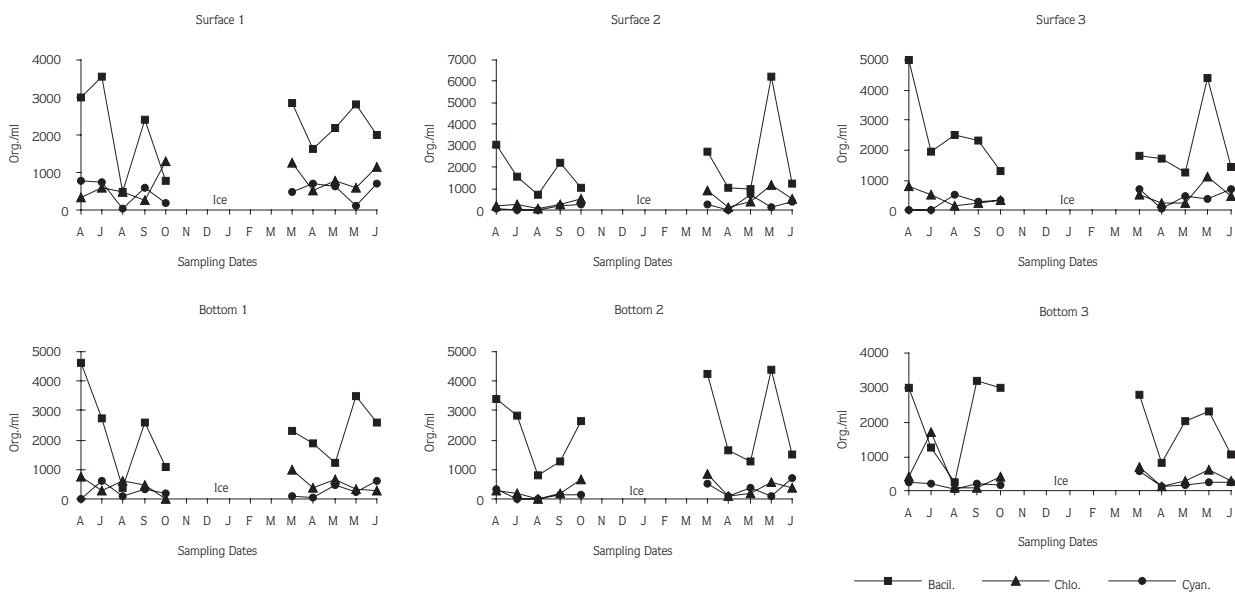 Surface 1
Org./ml
4000
3000
2000
1000
0
Ice
A J A S O N D J F M M A M M J
Sampling Dates
Surface 2
Org./ml
7000
6000
5000
4000
3000
2000
1000
0
Ice
A J A S O N D J F M M A M M J
Sampling Dates
Surface 3
Org./ml
5000
4000
3000
2000
1000
0
Ice
A J A S O N D J F M M A M M J
Sampling Dates
Bottom 1
Org./ml
5000
4000
3000
2000
1000
0
Ice
A J A S O N D J F M M A M M J
Sampling Dates
Bottom 2
Org./ml
5000
4000
3000
2000
1000
0
Ice
A J A S O N D J F M M A M M J
Sampling Dates
Bottom 3
Org./ml
4000
3000
2000
1000
0
Ice
A J A S O N D J F M M A M M J
Sampling Dates
Bacil. Chlo. Cyan.